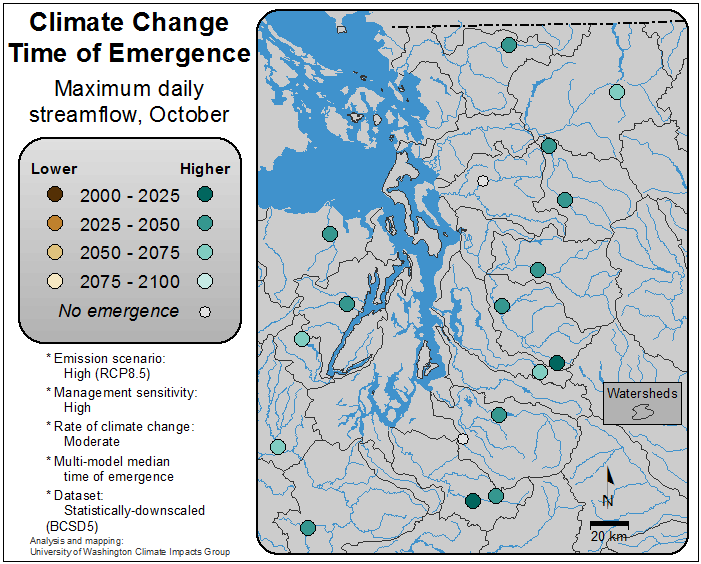 Climate Change
Time of Emergence
Maximum daily
streamflow, October
Lower Higher
2000 - 2025
2025 - 2050
2050 - 2075
2075 - 2100
No emergence
* Emission scenario:
High (RCP8.5)
* Management sensitivity:
High
* Rate of climate change:
Moderate
* Multi-model median
time of emergence
* Dataset:
Statistically-downscaled
(BCSD5)
Analysis and mapping:
University of Washington Climate Impacts Group
Watersheds
N
20 km